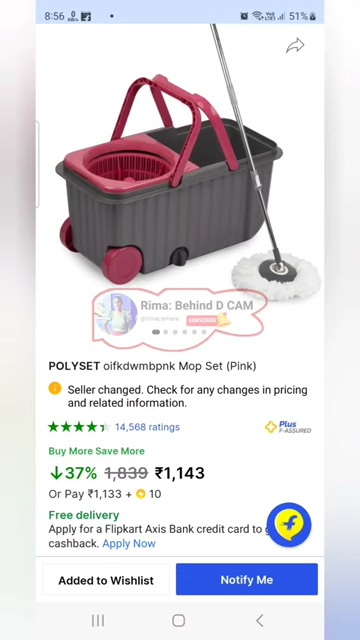 8:56
51%
Rima: Behind D CAM
@rimacamera
SUBSCRIBE
POLYSET oifkdwmbpnk Mop Set (Pink)
Seller changed. Check for any changes in pricing
and related information.
14,568 ratings
Plus
F-ASSURED
Buy More Save More
↓37% 1,839 ₹1,143
Or Pay ₹1,133 + 10
Free delivery
Apply for a Flipkart Axis Bank credit card to g
cashback. Apply Now
Added to Wishlist
Notify Me